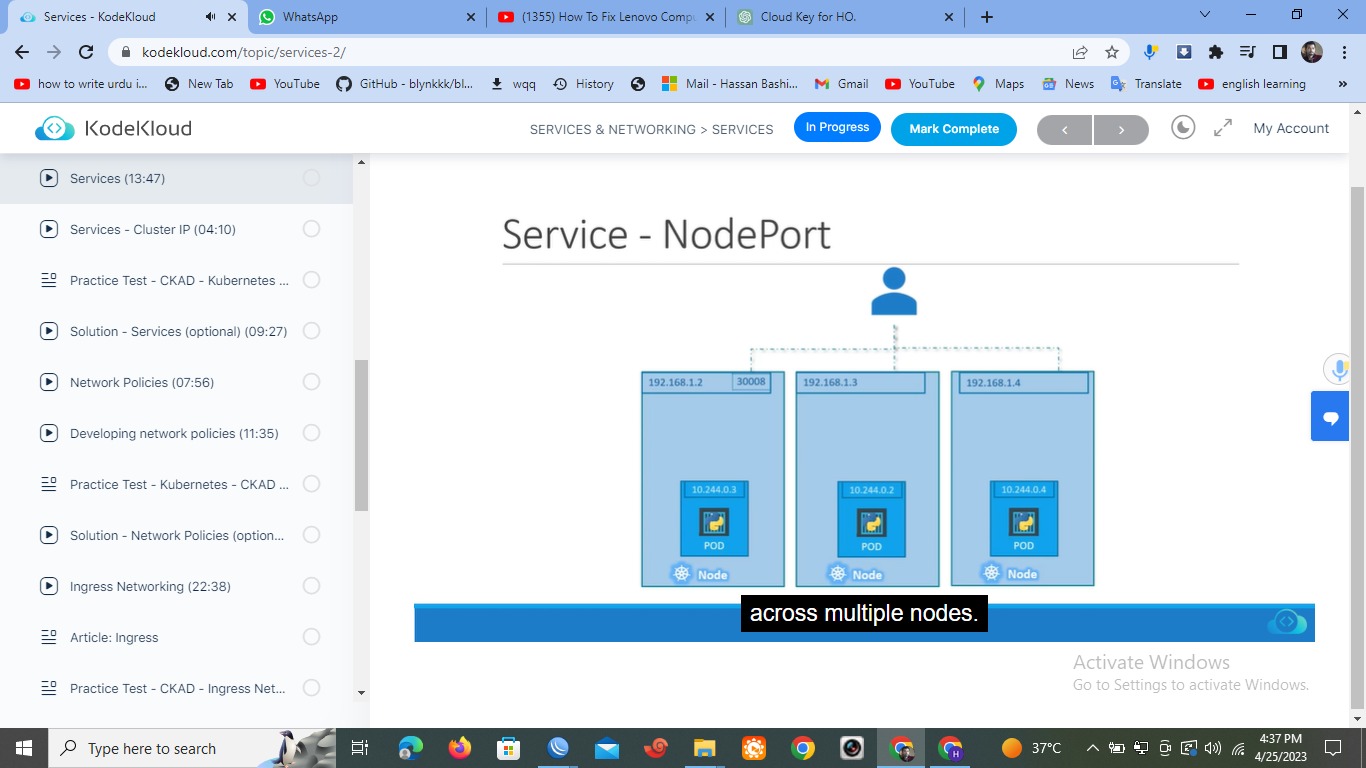 Services - KodeKloud
WhatsApp
(1355) How To Fix Lenovo Compu
Cloud Key for HO.
kodekloud.com/topic/services-2/
how to write urdu i...
New Tab
YouTube
GitHub - blynkkk/bl...
wqq
History
Mail - Hassan Bashi...
Gmail
YouTube
Maps
News
Translate
english learning
KodeKloud
SERVICES & NETWORKING > SERVICES
In Progress
Mark Complete
My Account
Services (13:47)
Services - Cluster IP (04:10)
Practice Test - CKAD - Kubernetes ...
Solution - Services (optional) (09:27)
Network Policies (07:56)
Developing network policies (11:35)
Practice Test - Kubernetes - CKAD ...
Solution - Network Policies (option...
Ingress Networking (22:38)
Article: Ingress
Practice Test - CKAD - Ingress Net...
Service - NodePort
192.168.1.2 30008
192.168.1.3
192.168.1.4
10.244.0.3
10.244.0.2
10.244.0.4
POD
POD
POD
Node
Node
Node
across multiple nodes.
Activate Windows
Go to Settings to activate Windows.
Type here to search
37°C
4:37 PM
4/25/2023